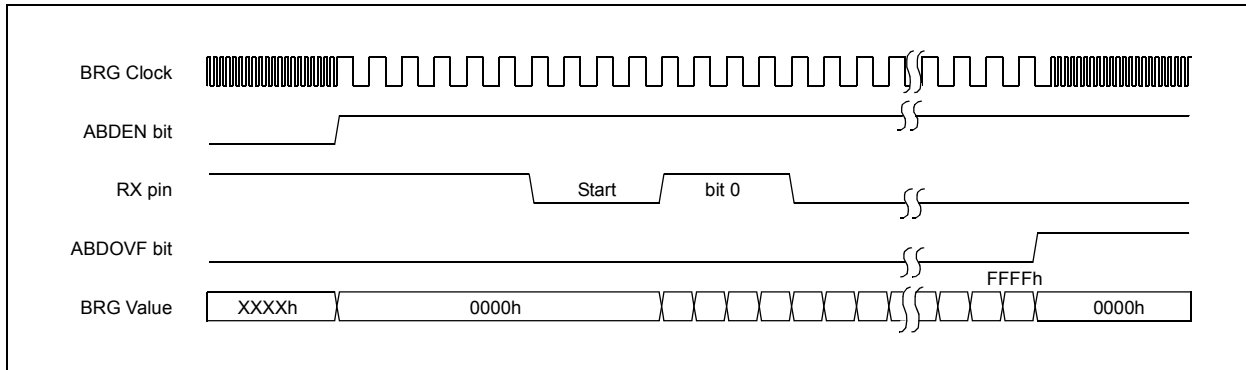 BRG Clock
ABDEN bit
RX pin
Start
bit 0
ABDOVF bit
FFFFh
BRG Value
XXXXh
0000h
0000h